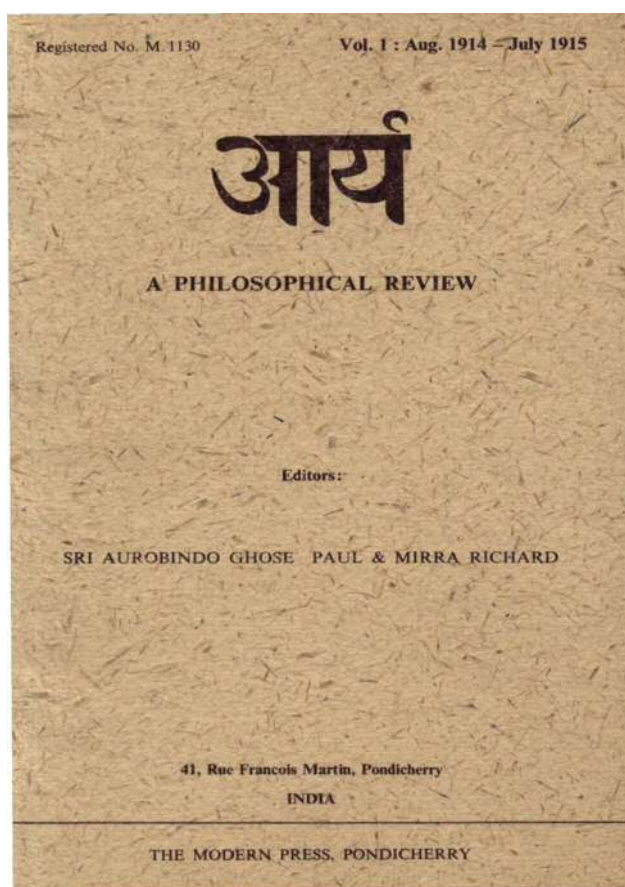 Registered No. M. 1130 Vol. 1 : Aug. 1914 – July 1915
आर्य
A PHILOSOPHICAL REVIEW
Editors:
SRI AUROBINDO GHOSE PAUL & MIRRA RICHARD
41, Rue Francois Martin, Pondicherry
INDIA
THE MODERN PRESS, PONDICHERRY